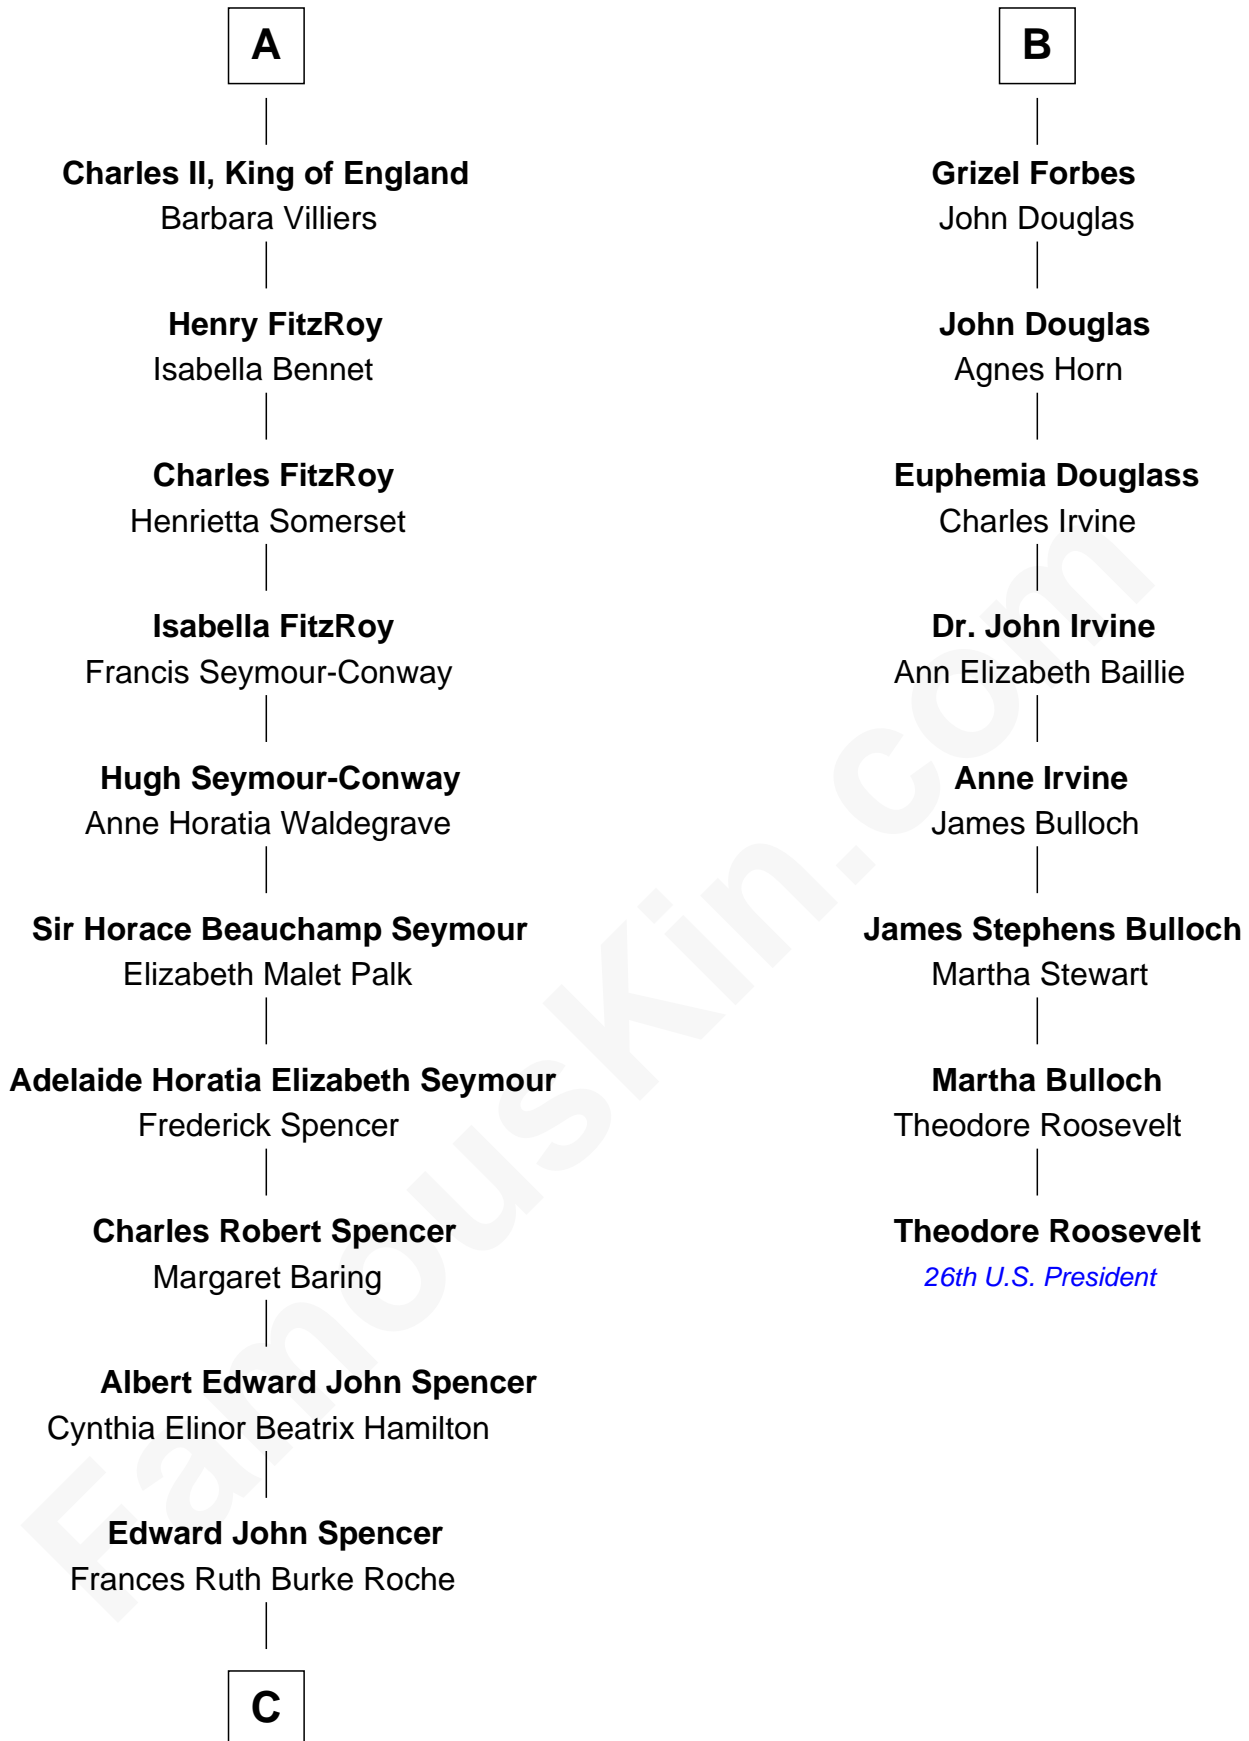 A
Charles II, King of England
Barbara Villiers
Henry FitzRoy
Isabella Bennet
Charles FitzRoy
Henrietta Somerset
Isabella FitzRoy
Francis Seymour-Conway
Hugh Seymour-Conway
Anne Horatia Waldegrave
Sir Horace Beauchamp Seymour
Elizabeth Malet Palk
Adelaide Horatia Elizabeth Seymour
Frederick Spencer
Charles Robert Spencer
Margaret Baring
Albert Edward John Spencer
Cynthia Elinor Beatrix Hamilton
Edward John Spencer
Frances Ruth Burke Roche
C
B
Grizel Forbes
John Douglas
John Douglas
Agnes Horn
Euphemia Douglass
Charles Irvine
Dr. John Irvine
Ann Elizabeth Baillie
Anne Irvine
James Bulloch
James Stephens Bulloch
Martha Stewart
Martha Bulloch
Theodore Roosevelt
Theodore Roosevelt
26th U.S. President
FamousKin.com